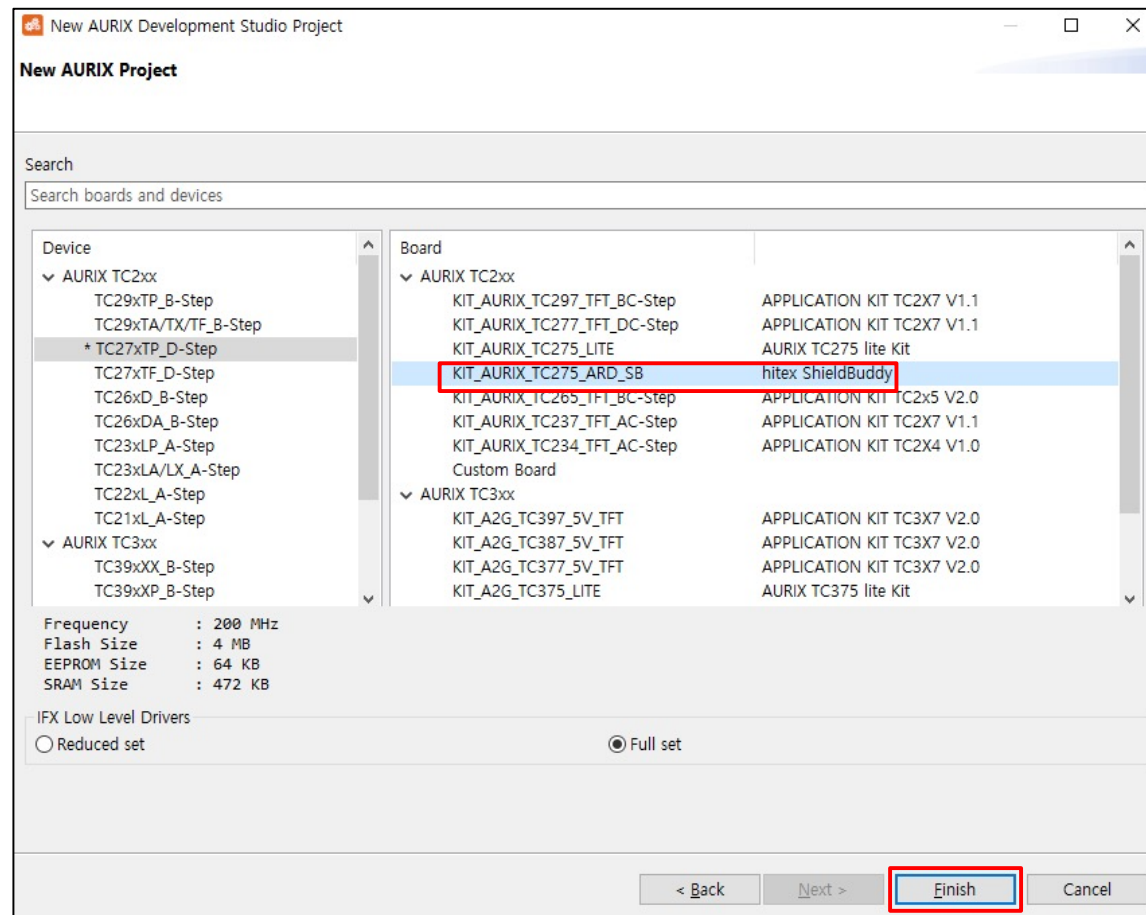 New AURIX Development Studio Project
New AURIX Project
Search
Search boards and devices
Device
AURIX TC2xx
TC29xTP_B-Step
TC29xTA/TX/TF_B-Step
* TC27xTP_D-Step
TC27xTF_D-Step
TC26xD_B-Step
TC26xDA_B-Step
TC23xLP_A-Step
TC23xLA/LX_A-Step
TC22xL_A-Step
TC21xL_A-Step
AURIX TC3xx
TC39xXX_B-Step
TC39xXP_B-Step
Board
AURIX TC2xx
KIT_AURIX_TC297_TFT_BC-Step APPLICATION KIT TC2X7 V1.1
KIT_AURIX_TC277_TFT_DC-Step APPLICATION KIT TC2X7 V1.1
KIT_AURIX_TC275_LITE AURIX TC275 lite Kit
KIT_AURIX_TC275_ARD_SB hitex ShieldBuddy
KIT_AURIX_TC265_TFT_BC-Step APPLICATION KIT TC2x5 V2.0
KIT_AURIX_TC237_TFT_AC-Step APPLICATION KIT TC2X7 V1.1
KIT_AURIX_TC234_TFT_AC-Step APPLICATION KIT TC2X4 V1.0
Custom Board
AURIX TC3xx
KIT_A2G_TC397_5V_TFT APPLICATION KIT TC3X7 V2.0
KIT_A2G_TC387_5V_TFT APPLICATION KIT TC3X7 V2.0
KIT_A2G_TC377_5V_TFT APPLICATION KIT TC3X7 V2.0
KIT_A2G_TC375_LITE AURIX TC375 lite Kit
Frequency : 200 MHz
Flash Size : 4 MB
EEPROM Size : 64 KB
SRAM Size : 472 KB
IFX Low Level Drivers
Reduced set Full set
< Back Next > Finish Cancel